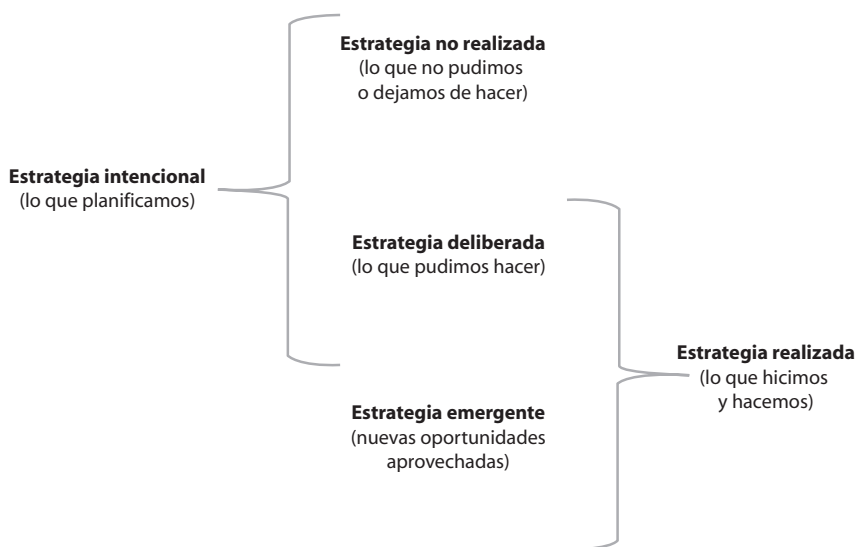 Estrategia no realizada
(lo que no pudimos
o dejamos de hacer)
Estrategia intencional
(lo que planificamos)
Estrategia deliberada
(lo que pudimos hacer)
Estrategia emergente
(nuevas oportunidades
aprovechadas)
Estrategia realizada
(lo que hicimos
y hacemos)